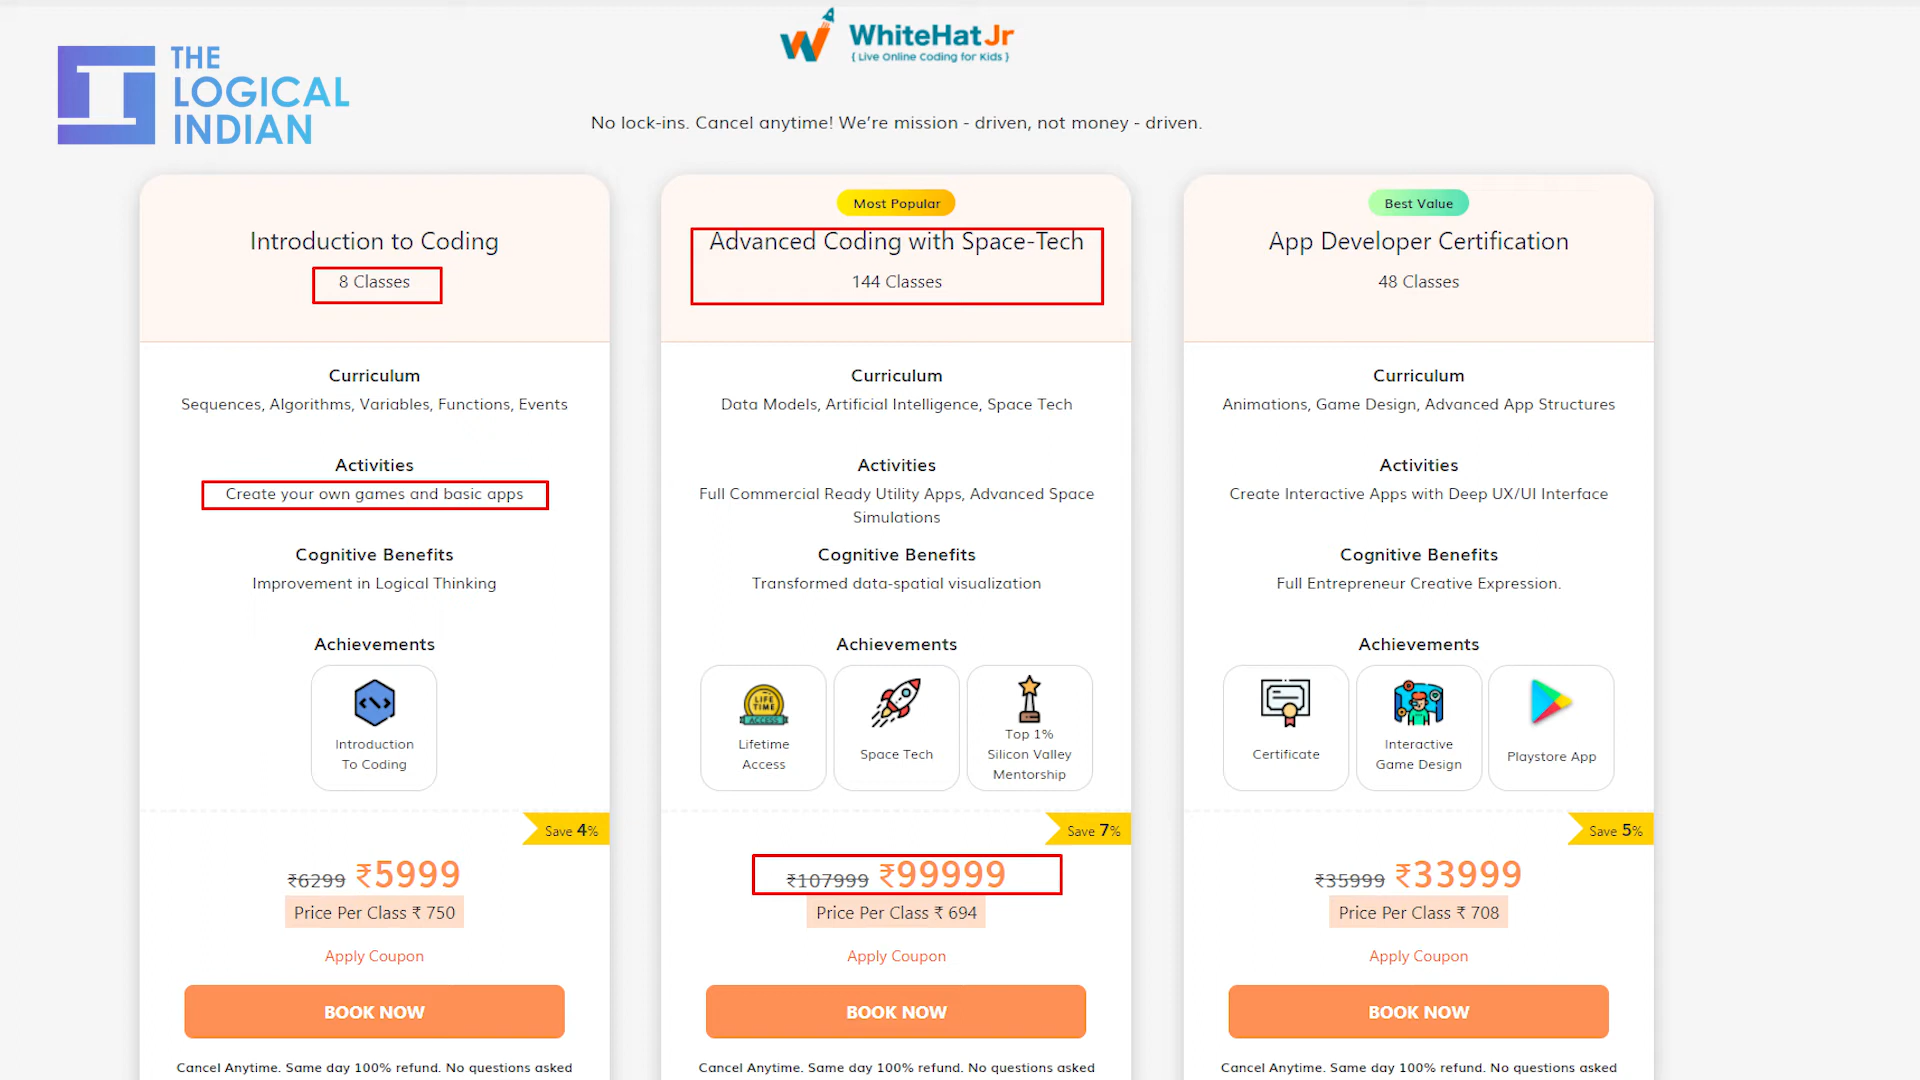 WhiteHat Jr
{ Live Online Coding for Kids }
THE
LOGICAL
INDIAN
No lock-ins. Cancel anytime! We’re mission - driven, not money - driven.
Introduction to Coding
8 Classes
Curriculum
Sequences, Algorithms, Variables, Functions, Events
Activities
Create your own games and basic apps
Cognitive Benefits
Improvement in Logical Thinking
Achievements
Introduction
To Coding
Save 4%
₹6299 ₹5999
Price Per Class ₹ 750
Apply Coupon
BOOK NOW
Cancel Anytime. Same day 100% refund. No questions asked
Most Popular
Advanced Coding with Space-Tech
144 Classes
Curriculum
Data Models, Artificial Intelligence, Space Tech
Activities
Full Commercial Ready Utility Apps, Advanced Space
Simulations
Cognitive Benefits
Transformed data-spatial visualization
Achievements
LIFE
TIME
ACCESS
Lifetime
Access
Space Tech
Top 1%
Silicon Valley
Mentorship
Save 7%
₹107999 ₹99999
Price Per Class ₹ 694
Apply Coupon
BOOK NOW
Cancel Anytime. Same day 100% refund. No questions asked
Best Value
App Developer Certification
48 Classes
Curriculum
Animations, Game Design, Advanced App Structures
Activities
Create Interactive Apps with Deep UX/UI Interface
Cognitive Benefits
Full Entrepreneur Creative Expression.
Achievements
Certificate
Interactive
Game Design
Playstore App
Save 5%
₹35999 ₹33999
Price Per Class ₹ 708
Apply Coupon
BOOK NOW
Cancel Anytime. Same day 100% refund. No questions asked